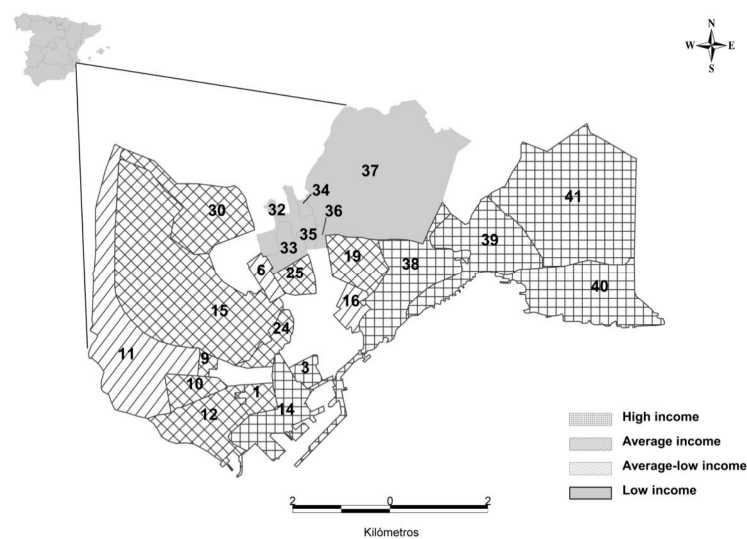 N
W E
S
37
34
30
32
36
41
35
39
33
19
38
6
25
40
16
15
24
11
9
3
10
1
14
12
High income
Average income
Average-low income
Low income
2 0 2
Kilómetros